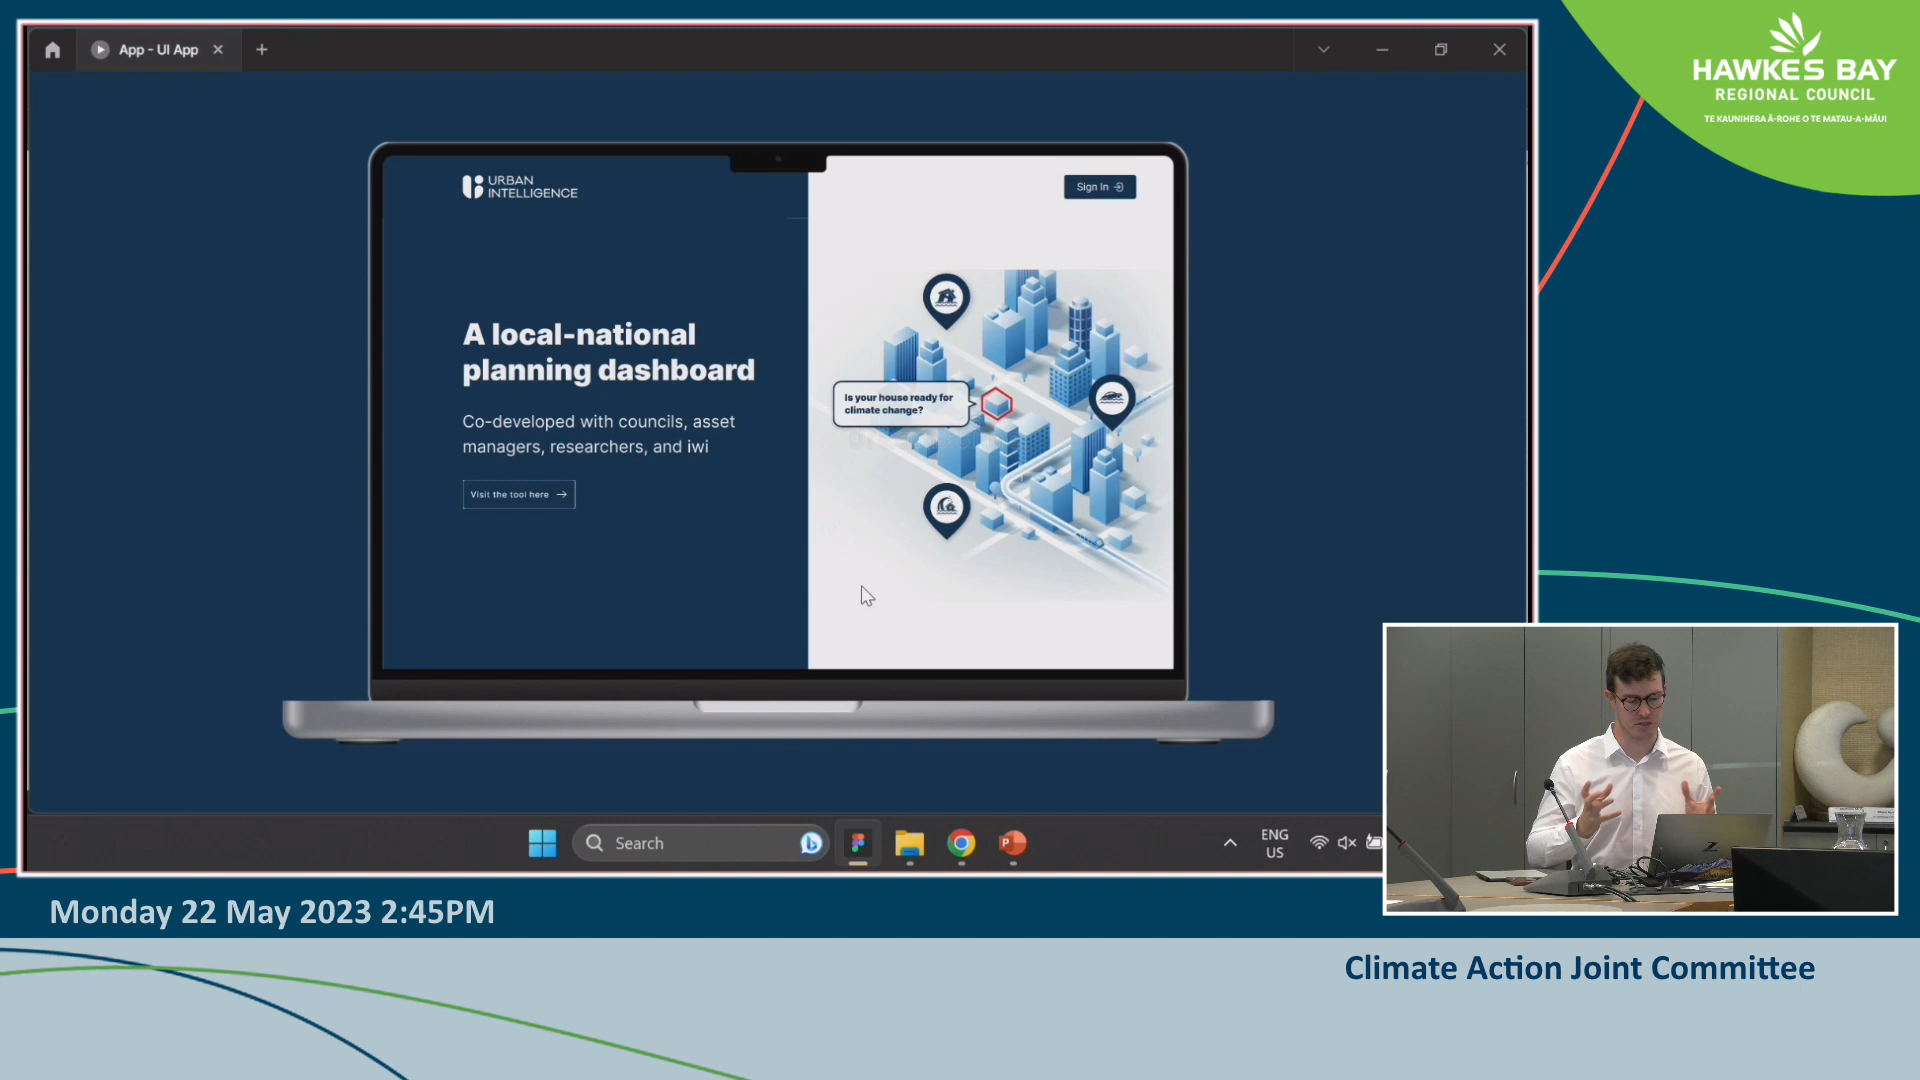 App - UI App
HAWKES BAY
REGIONAL COUNCIL
TE KAUNIHERA Ā-ROHE O TE MATAU-A-MĀUI
URBAN
INTELLIGENCE
Sign In
A local-national
planning dashboard
Co-developed with councils, asset
managers, researchers, and iwi
Visit the tool here
Is your house ready for
climate change?
Search
ENG
US
Monday 22 May 2023 2:45PM
Climate Action Joint Committee